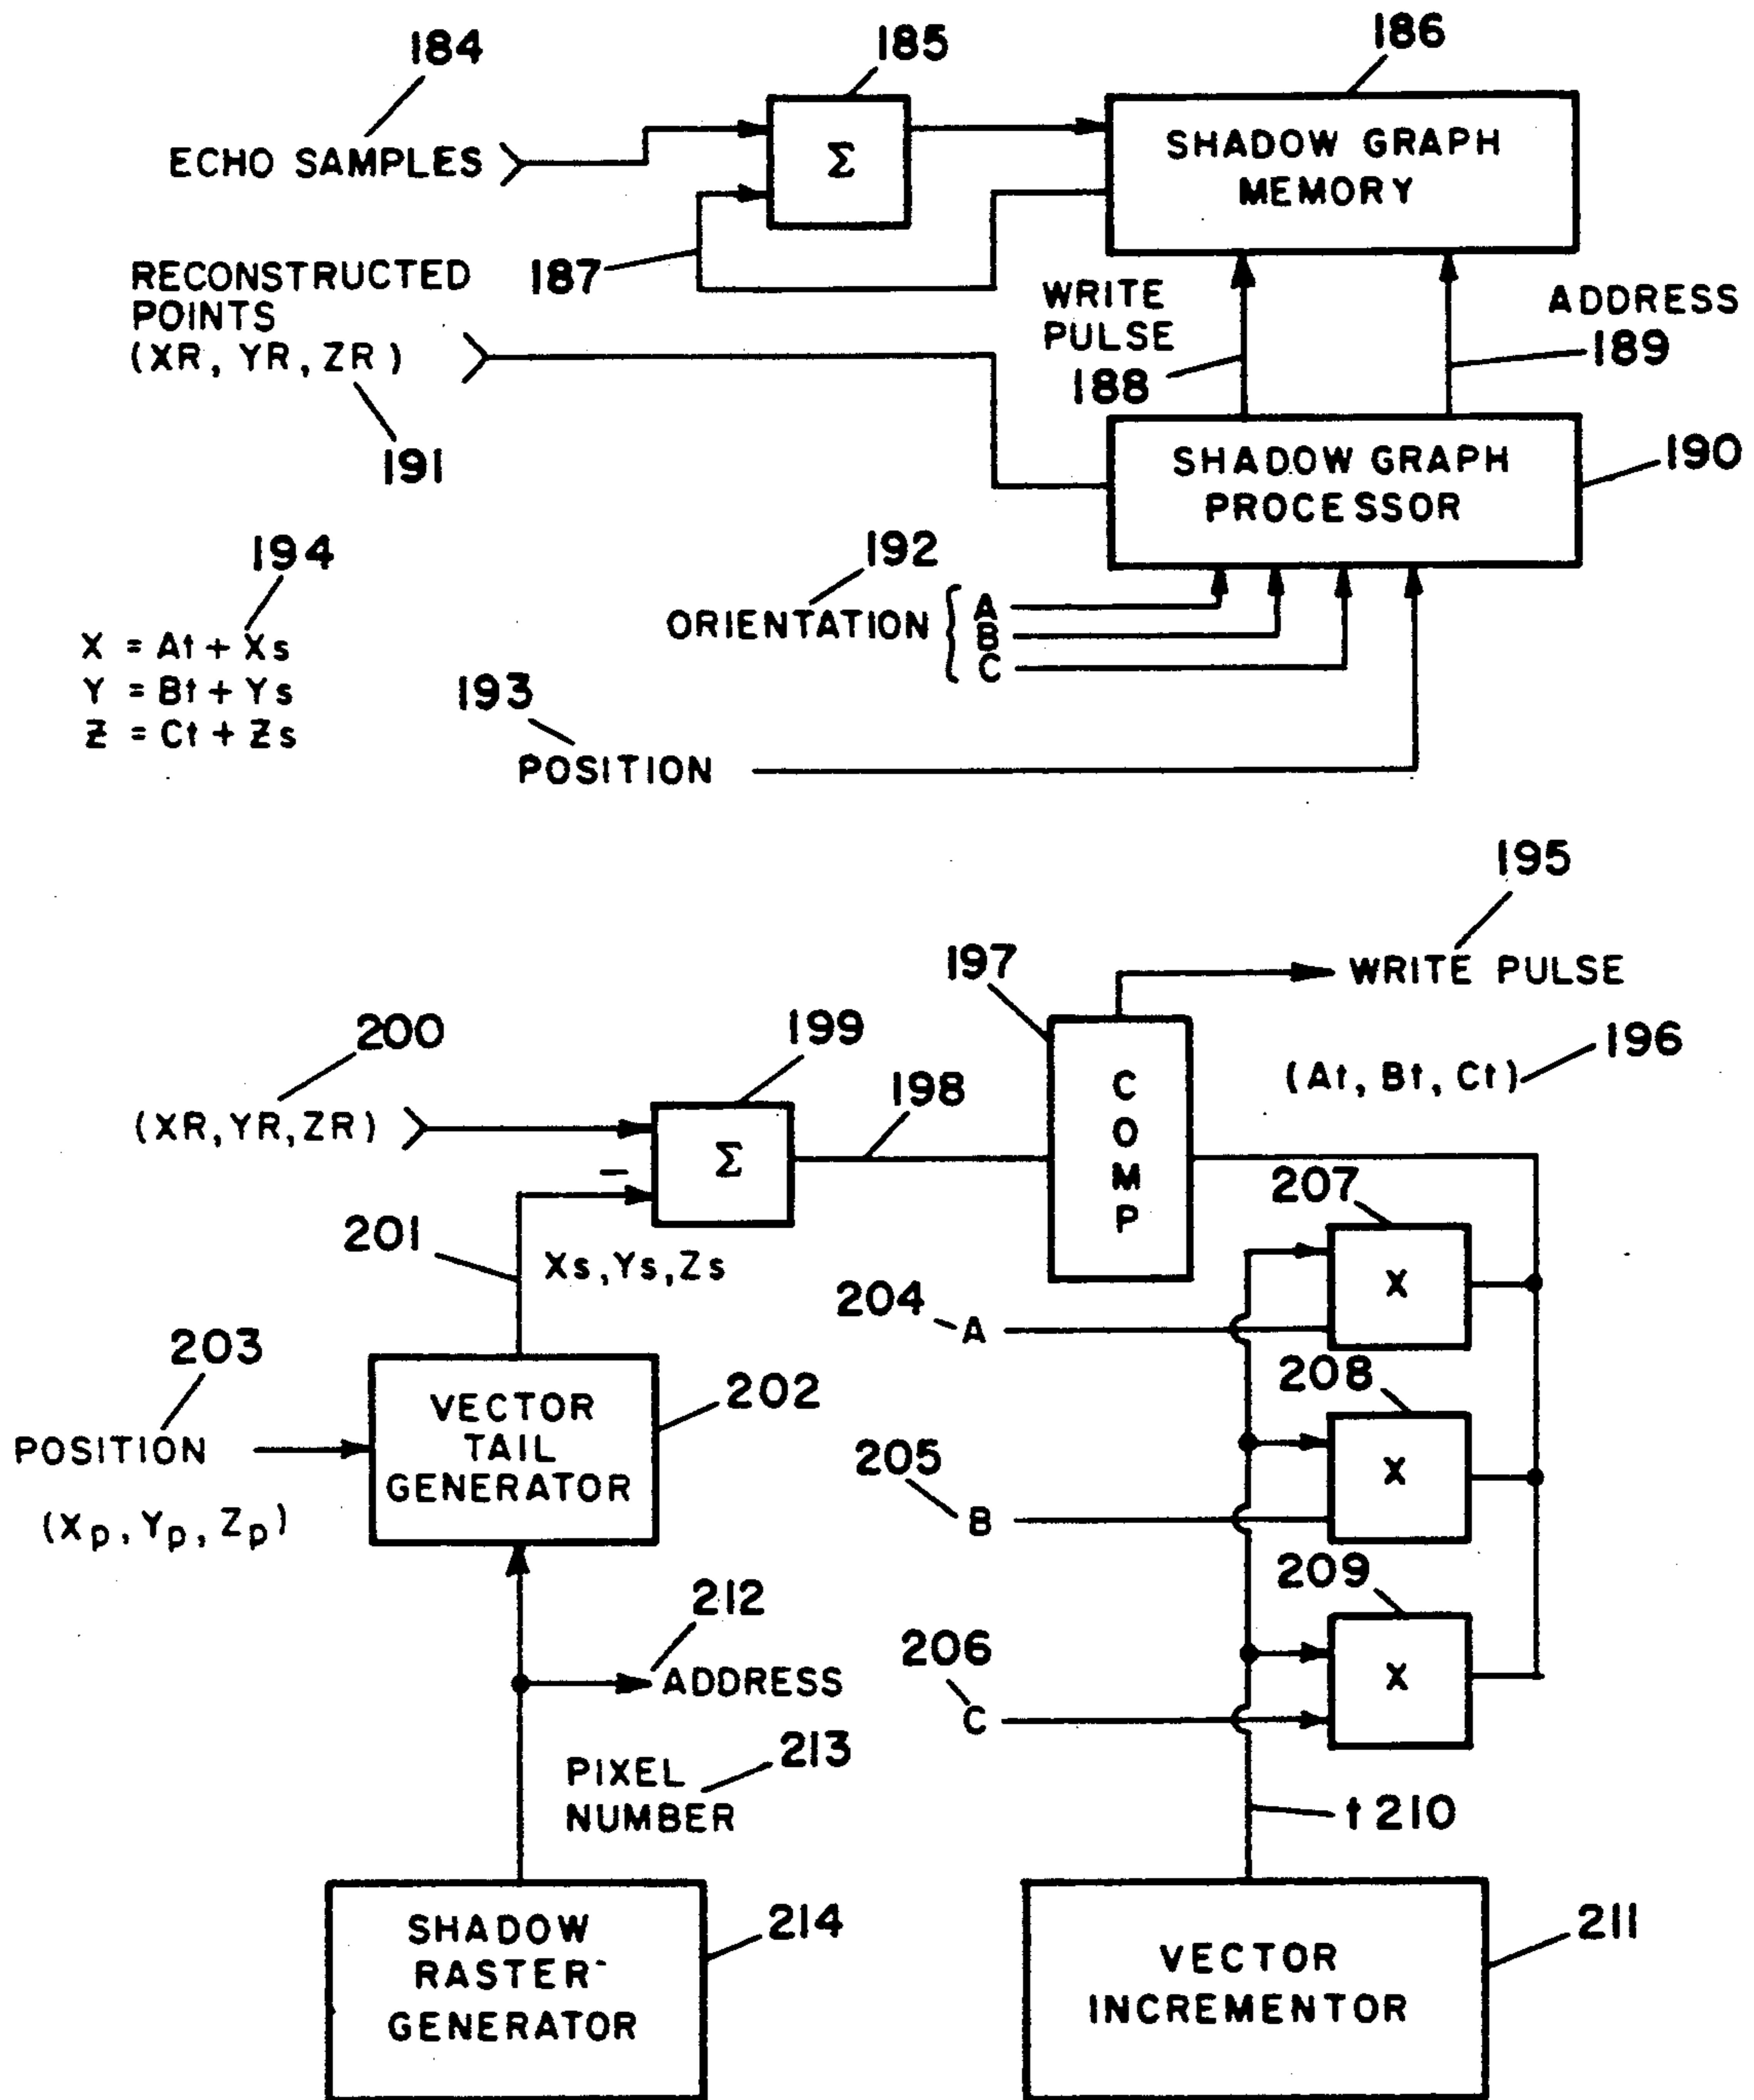 184
185
186
ECHO SAMPLES
Σ
SHADOW GRAPH
MEMORY
RECONSTRUCTED
POINTS
(XR, YR, ZR)
187
WRITE
PULSE
188
ADDRESS
189
191
SHADOW GRAPH
PROCESSOR
190
194
X = At + Xs
Y = Bt + Ys
Z = Ct + Zs
192
ORIENTATION { A
B
C
193
POSITION
195
197
WRITE PULSE
200
199
198
(At, Bt, Ct)
196
(XR, YR, ZR)
−
Σ
C
O
M
P
201
Xs, Ys, Zs
207
X
204
A
203
POSITION
(Xp, Yp, Zp)
VECTOR
TAIL
GENERATOR
202
208
X
205
B
209
X
206
C
212
ADDRESS
PIXEL
NUMBER
213
t 210
SHADOW
RASTER
GENERATOR
214
VECTOR
INCREMENTOR
211